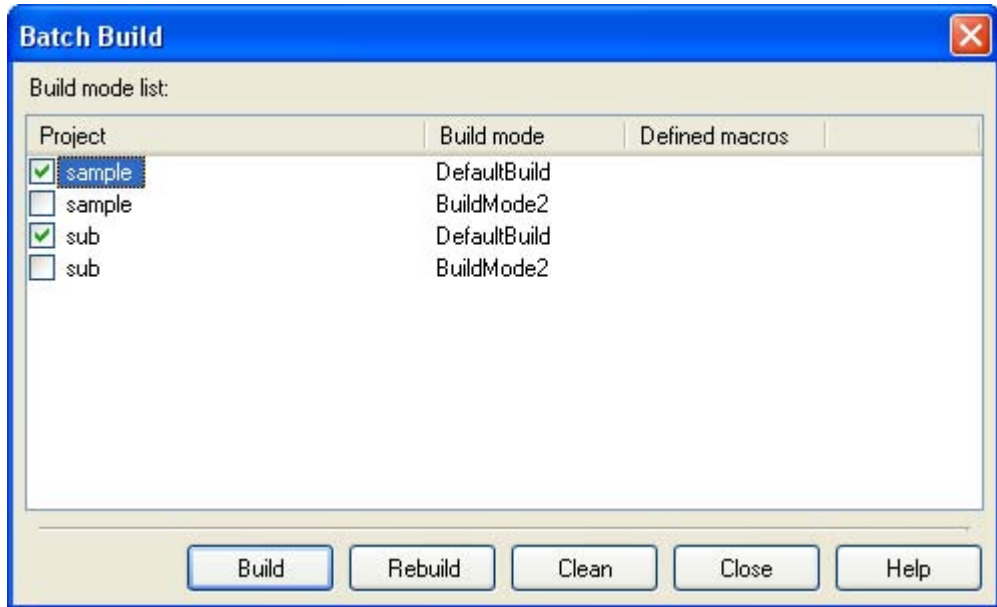 Batch Build
Build mode list:
Project Build mode Defined macros
sample DefaultBuild
sample BuildMode2
sub DefaultBuild
sub BuildMode2
Build Rebuild Clean Close Help